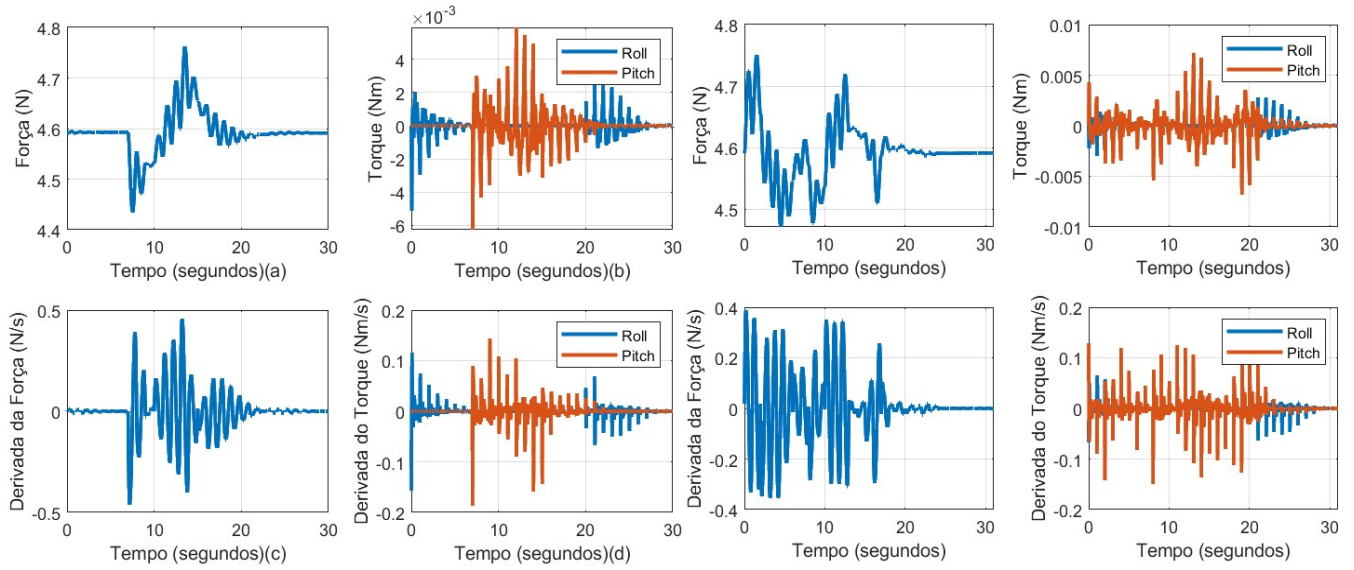 4.8
4.7
4.6
4.5
4.4
Força (N)
0 10 20 30
Tempo (segundos)(a)
×10⁻³
6
4
2
0
-2
-4
-6
Torque (Nm)
Roll
Pitch
0 10 20 30
Tempo (segundos)(b)
4.8
4.7
4.6
4.5
Força (N)
0 10 20 30
Tempo (segundos)
0.01
0.005
0
-0.005
-0.01
Torque (Nm)
Roll
Pitch
0 10 20 30
Tempo (segundos)
0.5
0
-0.5
Derivada da Força (N/s)
0 10 20 30
Tempo (segundos)(c)
0.2
0.1
0
-0.1
-0.2
Derivada do Torque (Nm/s)
Roll
Pitch
0 10 20 30
Tempo (segundos)(d)
0.4
0.2
0
-0.2
-0.4
Derivada da Força (N/s)
0 10 20 30
Tempo (segundos)
0.2
0.1
0
-0.1
-0.2
Derivada do Torque (Nm/s)
Roll
Pitch
0 10 20 30
Tempo (segundos)